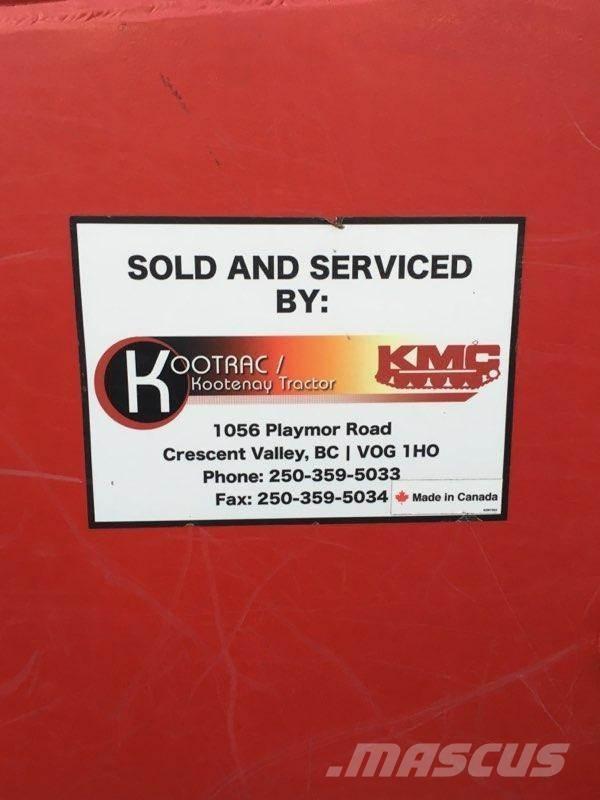 SOLD AND SERVICED
BY:
KOOTRAC /
Kootenay Tractor
KMC
1056 Playmor Road
Crescent Valley, BC | VOG 1HO
Phone: 250-359-5033
Fax: 250-359-5034
Made in Canada
.MASCUS